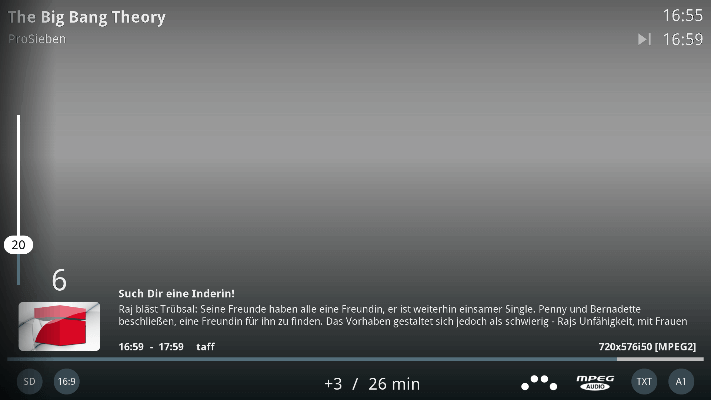 The Big Bang Theory
16:55
ProSieben
16:59
20
6
Such Dir eine Inderin!
Raj bläst Trübsal: Seine Freunde haben alle eine Freundin, er ist weiterhin einsamer Single. Penny und Bernadette
beschließen, eine Freundin für ihn zu finden. Das Vorhaben gestaltet sich jedoch als schwierig - Rajs Unfähigkeit, mit Frauen
16:59 - 17:59 taff
720x576i50 [MPEG2]
SD
16:9
+3 / 26 min
MPEG
AUDIO
TXT
A1